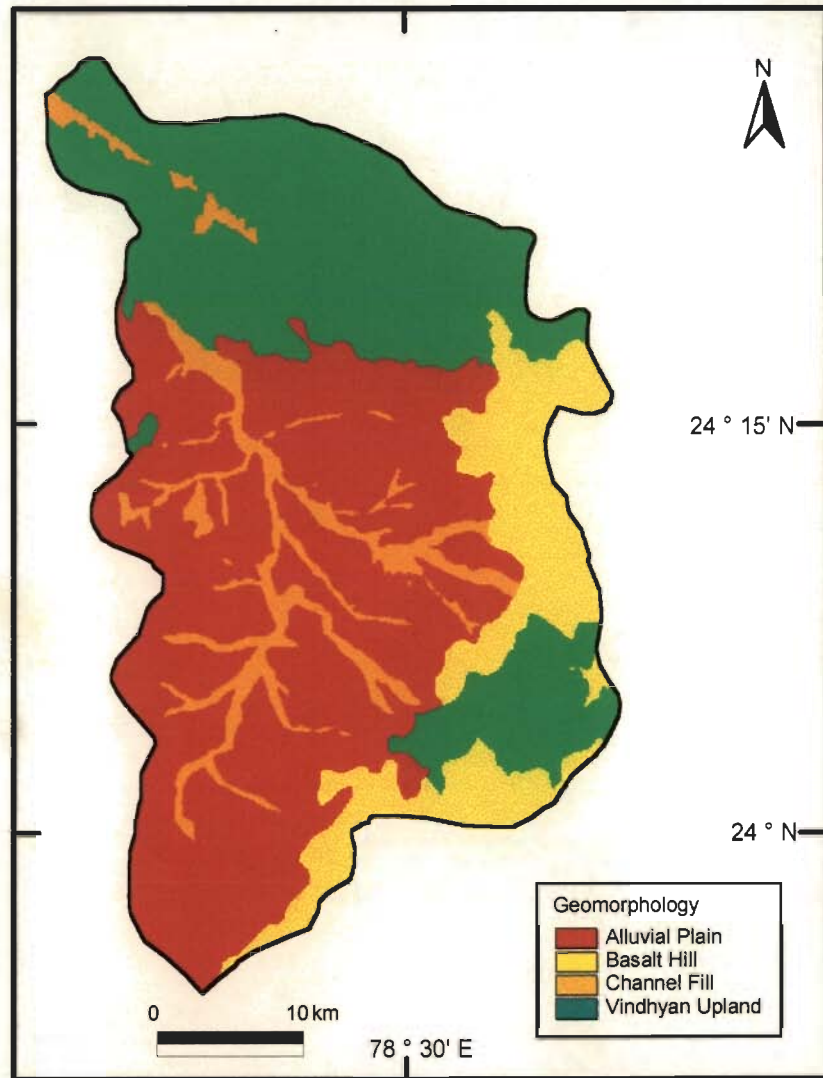 N
24 ° 15' N
24 ° N
Geomorphology
Alluvial Plain
Basalt Hill
Channel Fill
Vindhyan Upland
0 10 km
78 ° 30' E